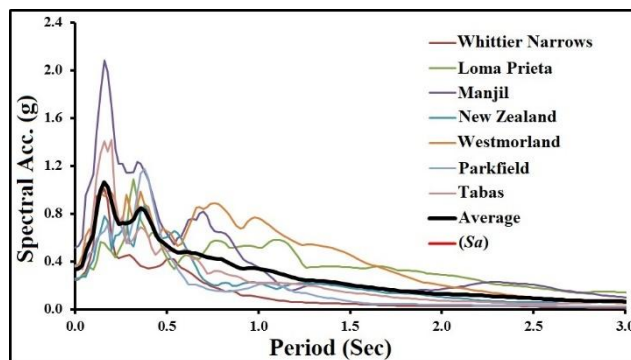 2.4
2.0
1.6
1.2
0.8
0.4
0.0
Spectral Acc. (g)
Whittier Narrows
Loma Prieta
Manjil
New Zealand
Westmorland
Parkfield
Tabas
Average
(Sa)
0.0 0.5 1.0 1.5 2.0 2.5 3.0
Period (Sec)